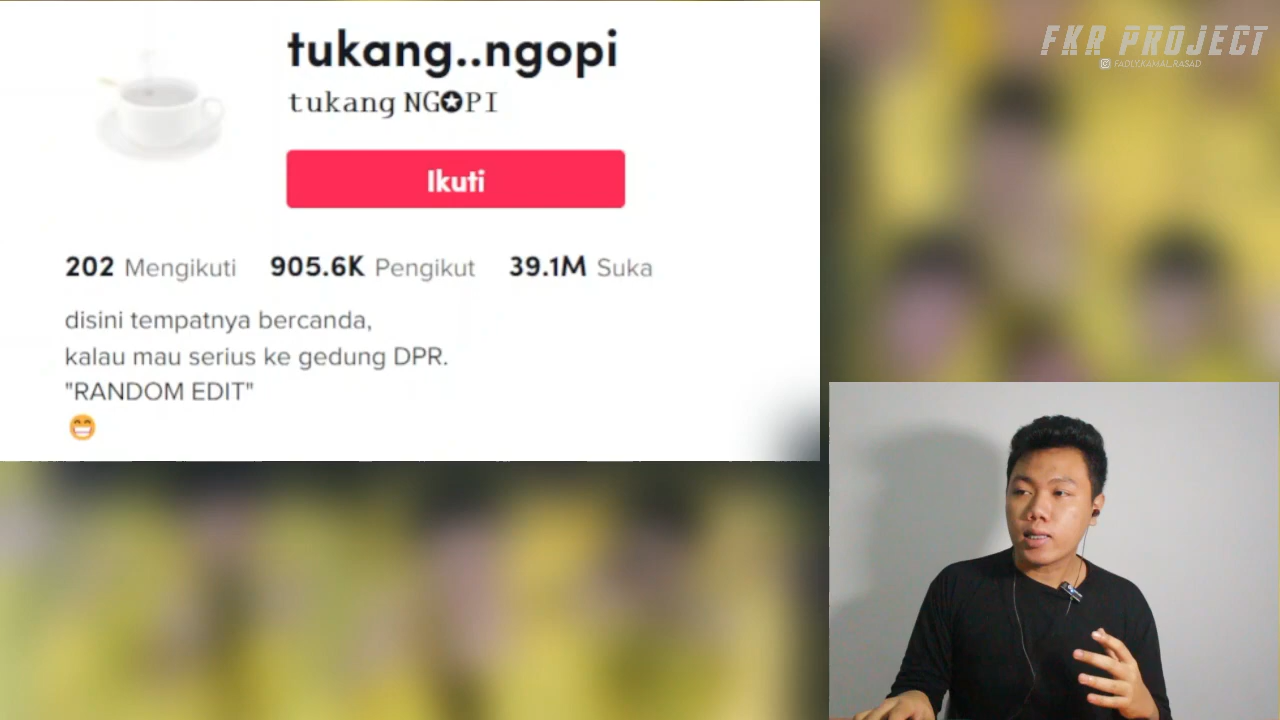 tukang..ngopi
tukang NG✪PI
Ikuti
202 Mengikuti 905.6K Pengikut 39.1M Suka
disini tempatnya bercanda,
kalau mau serius ke gedung DPR.
"RANDOM EDIT"
😁
FKR PROJECT
FADLY.KAMAL.RASAD